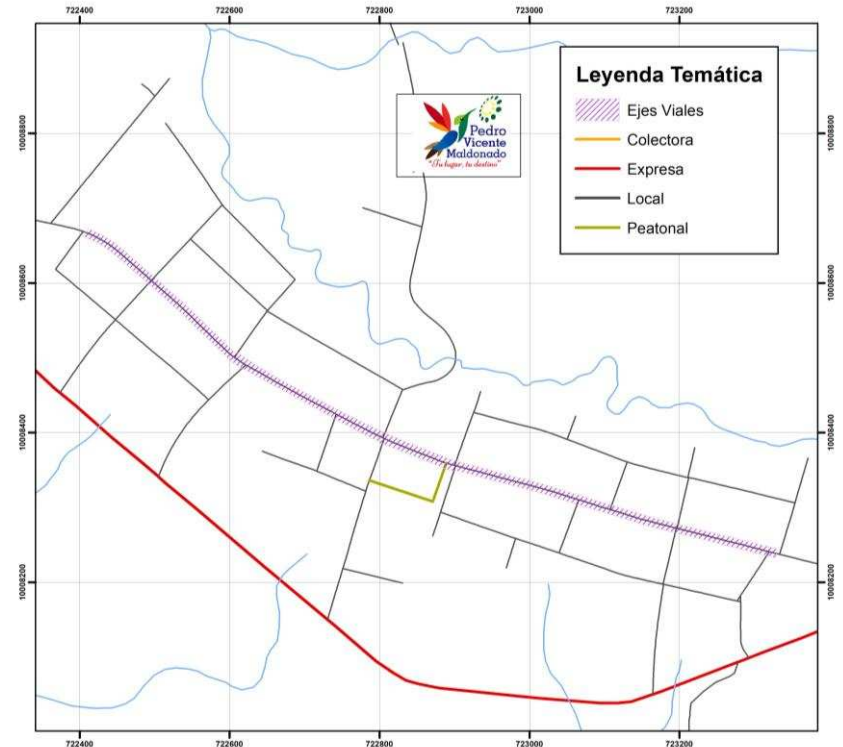 722400 722600 722800 723000 723200
Leyenda Temática
Ejes Viales
Colectora
Expresa
Local
Peatonal
Pedro
Vicente
Maldonado
"Tu lugar, tu destino"
10008800 10008800
10008600 10008600
10008400 10008400
10008200 10008200
722400 722600 722800 723000 723200